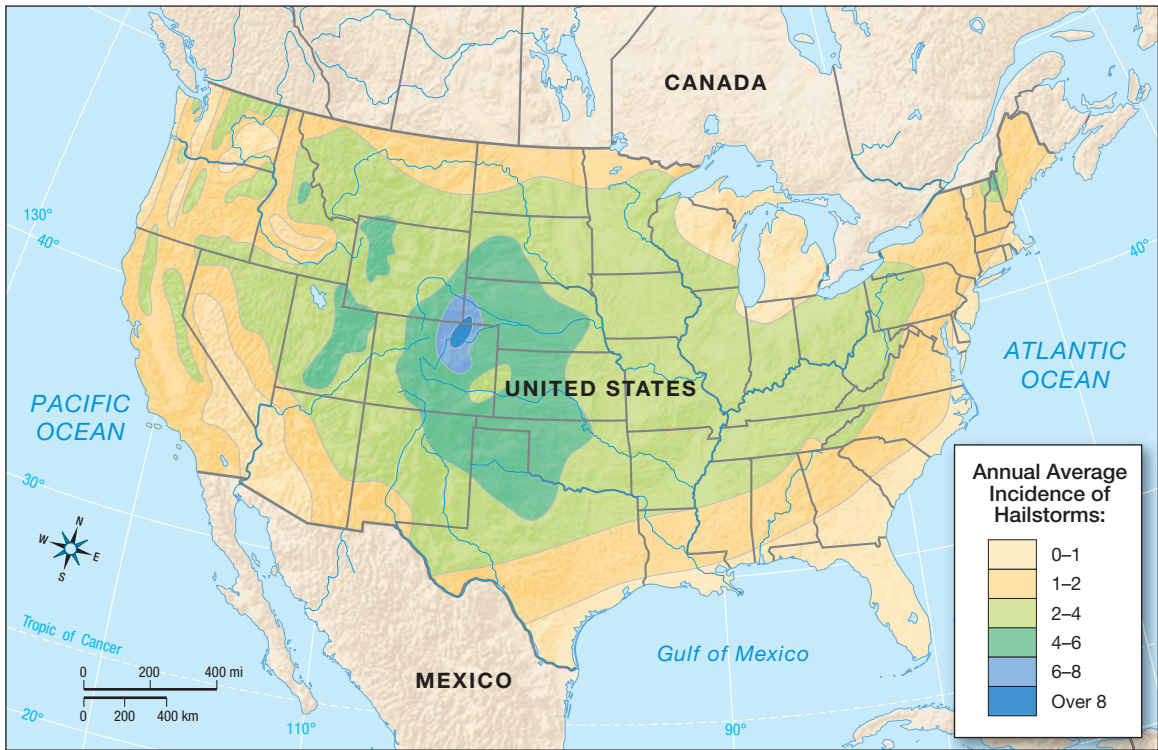 CANADA
130°
40°
40°
UNITED STATES
ATLANTIC
OCEAN
PACIFIC
OCEAN
30°
N
W
E
S
Annual Average
Incidence of
Hailstorms:
0–1
1–2
2–4
4–6
6–8
Over 8
Tropic of Cancer
Gulf of Mexico
MEXICO
0 200 400 mi
0 200 400 km
20°
110°
90°